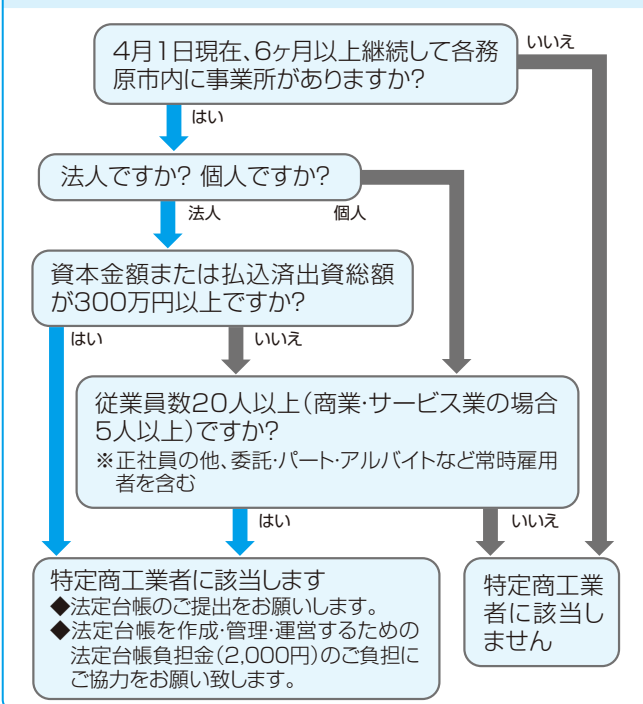 4月1日現在、6ヶ月以上継続して各務
原市内に事業所がありますか?
いいえ
はい
法人ですか? 個人ですか?
法人
個人
資本金額または払込済出資総額
が300万円以上ですか?
はい
いいえ
従業員数20人以上(商業・サービス業の場合
5人以上)ですか?
※正社員の他、委託・パート・アルバイトなど常時雇用
者を含む
はい
いいえ
特定商工業者に該当します
◆法定台帳のご提出をお願いします。
◆法定台帳を作成・管理・運営するための
法定台帳負担金(2,000円)のご負担に
ご協力をお願い致します。
特定商工業
者に該当し
ません